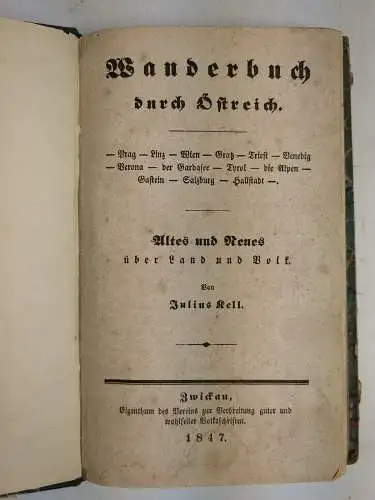 Wanderbuch
durch Östreich.
— Prag — Linz — Wien — Gratz — Triest — Venedig
— Verona — der Gardasee — Tyrol — die Alpen —
Gastein — Salzburg — Hallstadt —.
Altes und Neues
über Land und Volk.
Von
Julius Kell.
Zwickau,
Eigenthum des Vereins zur Verbreitung guter und
wohlfeiler Volksschriften.
1847.